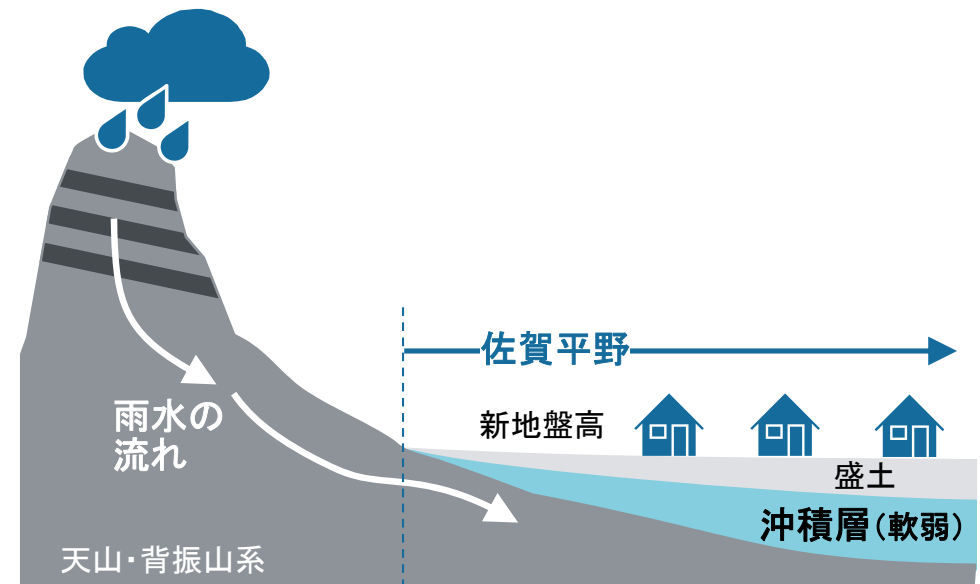 佐賀平野
新地盤高
雨水の
流れ
盛土
沖積層（軟弱）
天山・背振山系